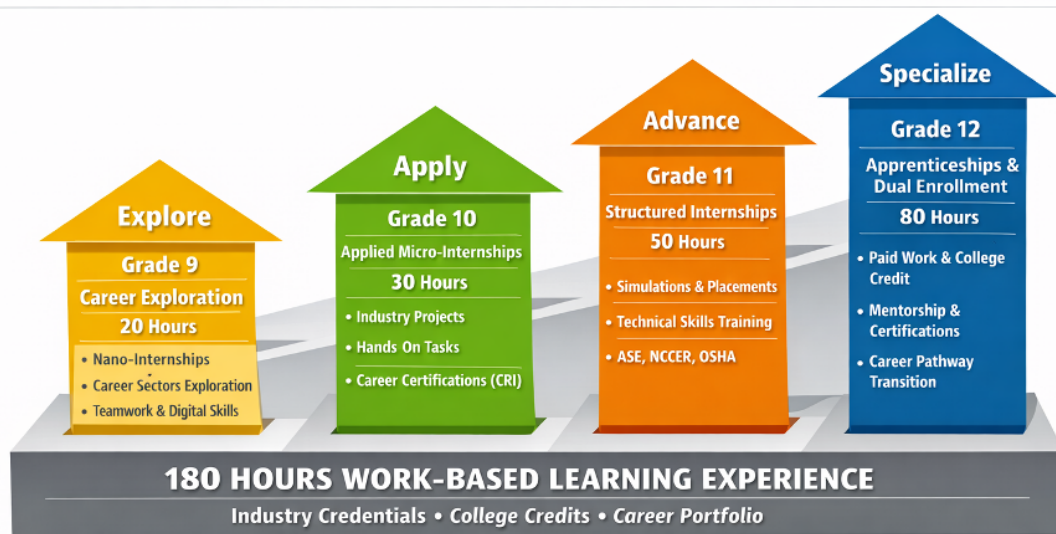 Explore
Grade 9
Career Exploration
20 Hours
• Nano-Internships
• Career Sectors Exploration
• Teamwork & Digital Skills
Apply
Grade 10
Applied Micro-Internships
30 Hours
• Industry Projects
• Hands On Tasks
• Career Certifications (CRI)
Advance
Grade 11
Structured Internships
50 Hours
• Simulations & Placements
• Technical Skills Training
• ASE, NCCER, OSHA
Specialize
Grade 12
Apprenticeships &
Dual Enrollment
80 Hours
• Paid Work & College
Credit
• Mentorship &
Certifications
• Career Pathway
Transition
180 HOURS WORK-BASED LEARNING EXPERIENCE
Industry Credentials • College Credits • Career Portfolio